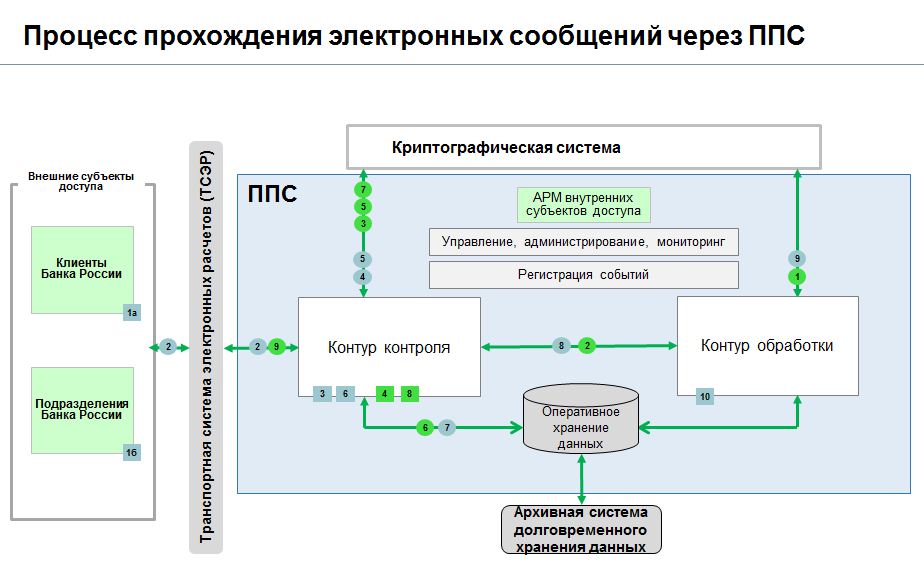 Процесс прохождения электронных сообщений через ППС
Криптографическая система
Внешние субъекты
доступа
Клиенты
Банка России
1а
Подразделения
Банка России
1б
2
Транспортная система электронных расчетов (ТСЭР)
ППС
АРМ внутренних
субъектов доступа
Управление, администрирование, мониторинг
Регистрация событий
7
5
3
5
4
9
1
2
9
Контур контроля
3
6
4
8
8
2
Контур обработки
10
6
7
Оперативное
хранение
данных
Архивная система
долговременного
хранения данных